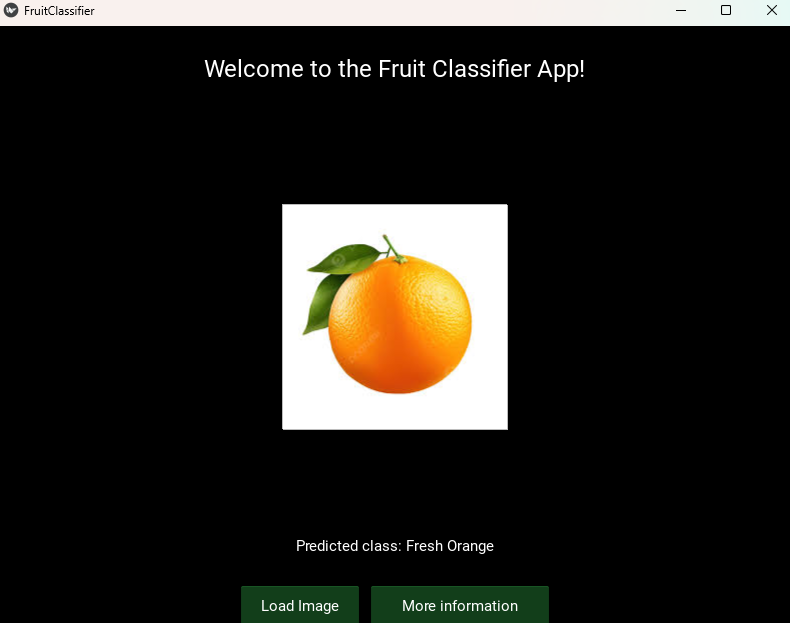 FruitClassifier
Welcome to the Fruit Classifier App!
Predicted class: Fresh Orange
Load Image
More information